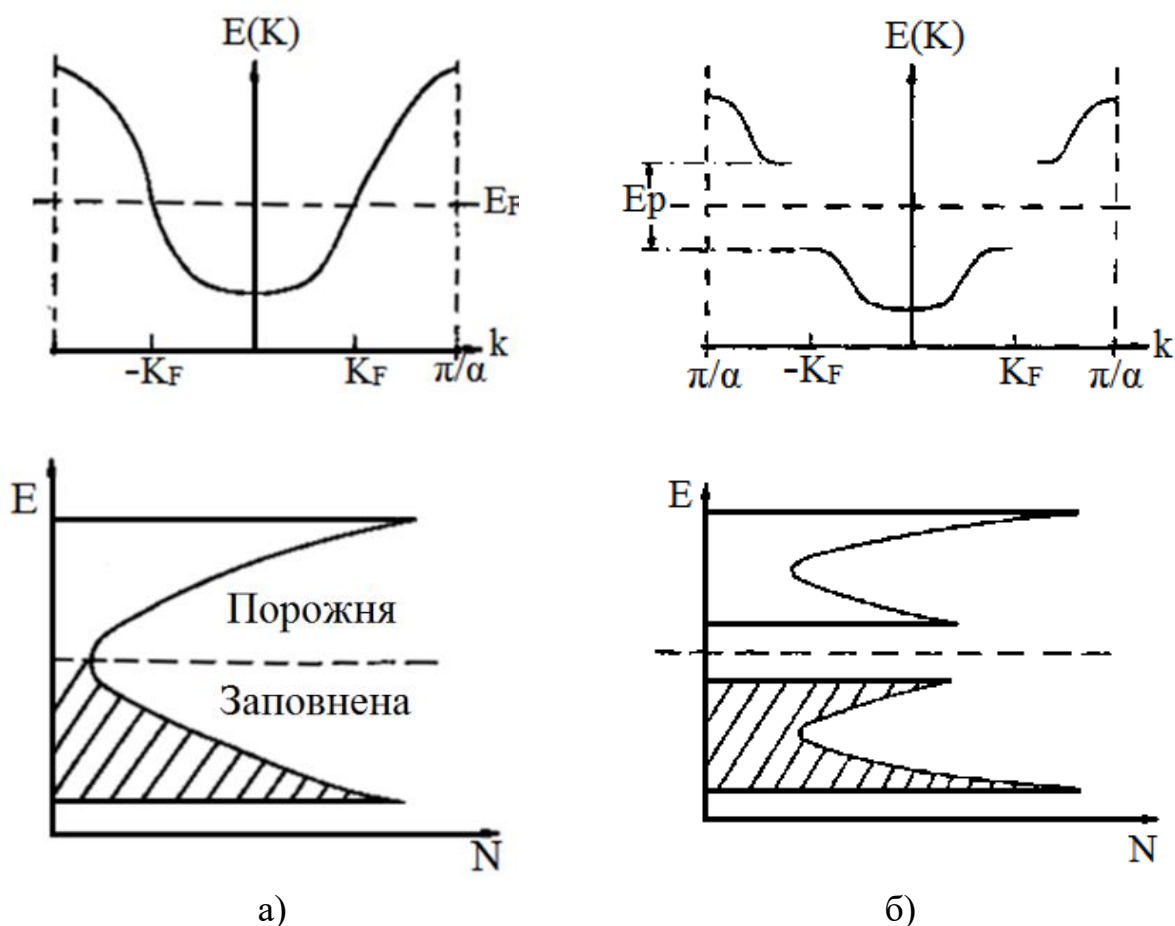 E(K)
E_F
-K_F
K_F
π/α
k
E(K)
Ep
π/α
-K_F
K_F
π/α
k
E
Порожня
Заповнена
N
E
N
а)
б)